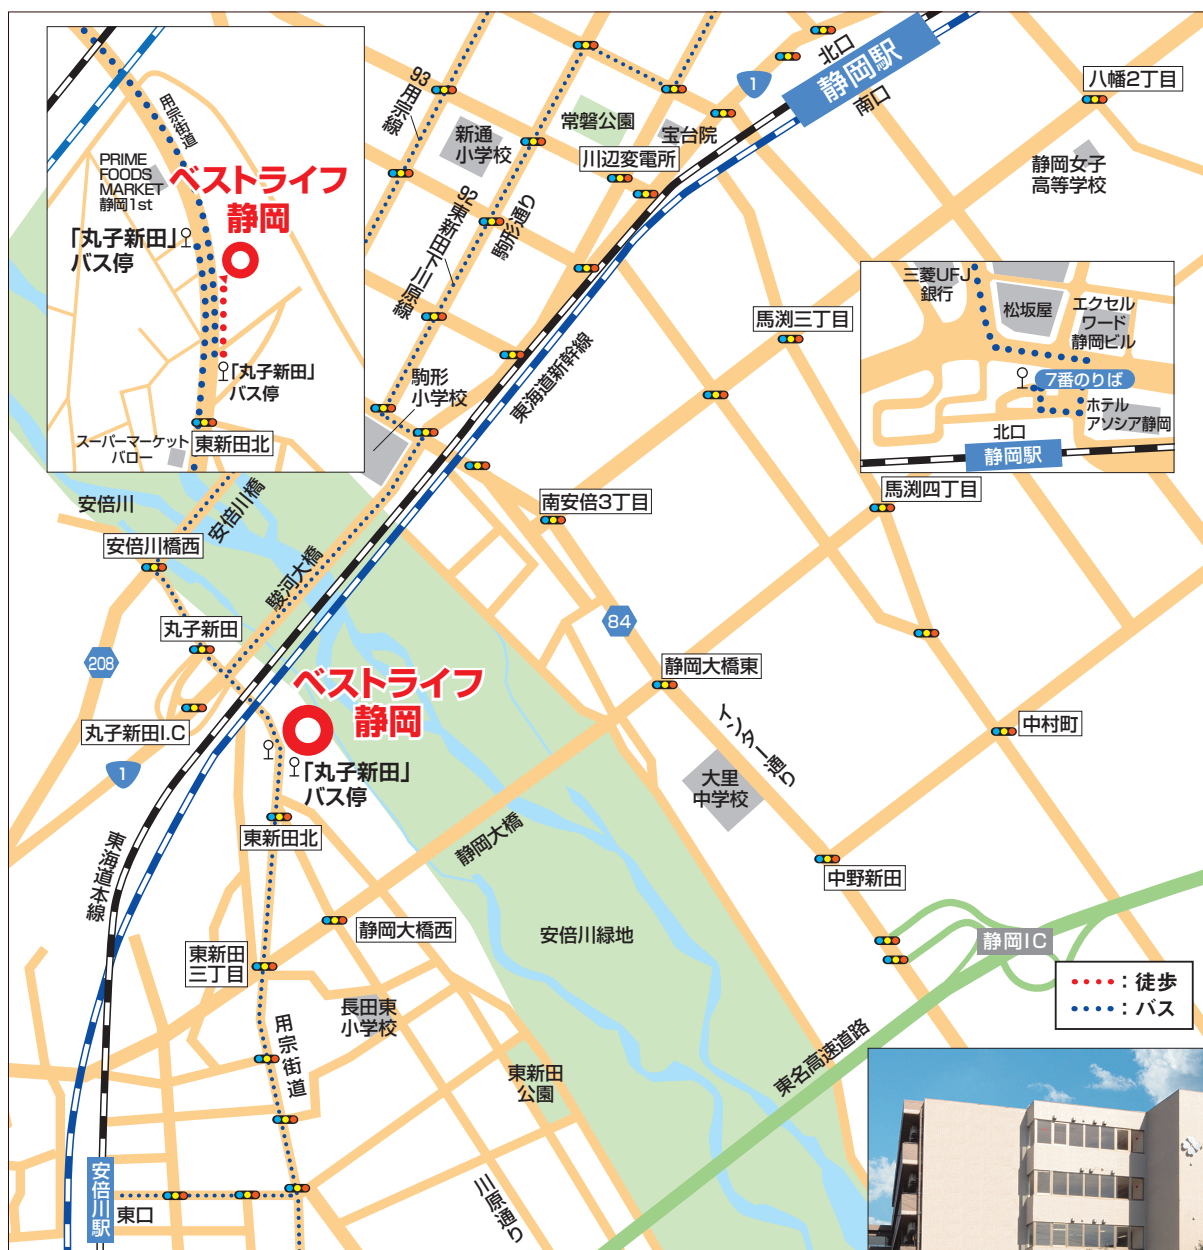 用宗街道
PRIME
FOODS
MARKET
静岡1st
ベストライフ
静岡
「丸子新田」
バス停
「丸子新田」
バス停
東新田北
スーパーマーケット
バロー
93用宗線
新通
小学校
常磐公園
宝台院
川辺変電所
92東新田下川原線
駒形通り
1
北口
静岡駅
南口
八幡2丁目
静岡女子
高等学校
三菱UFJ
銀行
松坂屋
エクセル
ワード
静岡ビル
7番のりば
ホテル
アソシア静岡
北口
静岡駅
馬渕三丁目
東海道新幹線
駒形
小学校
馬渕四丁目
南安倍3丁目
安倍川
安倍川橋
安倍川橋西
駿河大橋
丸子新田
208
84
静岡大橋東
ベストライフ
静岡
丸子新田I.C
1
「丸子新田」
バス停
インター通り
中村町
大里
中学校
東新田北
静岡大橋
東海道本線
中野新田
静岡大橋西
安倍川緑地
静岡IC
東新田
三丁目
長田東
小学校
：徒歩
：バス
用宗街道
東名高速道路
東新田
公園
安倍川駅
東口
川原通り